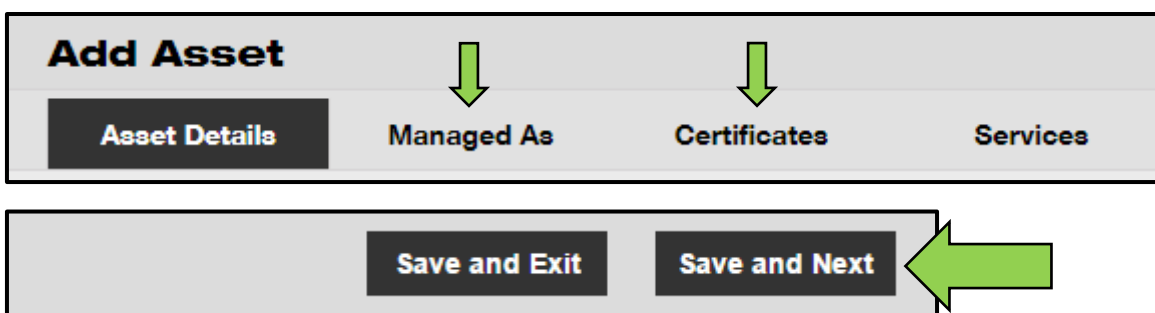 Add Asset
Asset Details Managed As Certificates Services
Save and Exit Save and Next